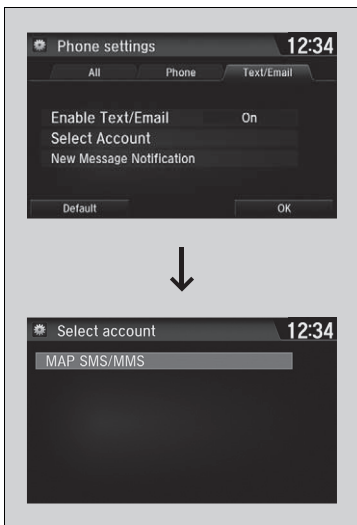 Phone settings 12:34
All Phone Text/Email
Enable Text/Email On
Select Account
New Message Notification
Default OK
Select account 12:34
MAP SMS/MMS